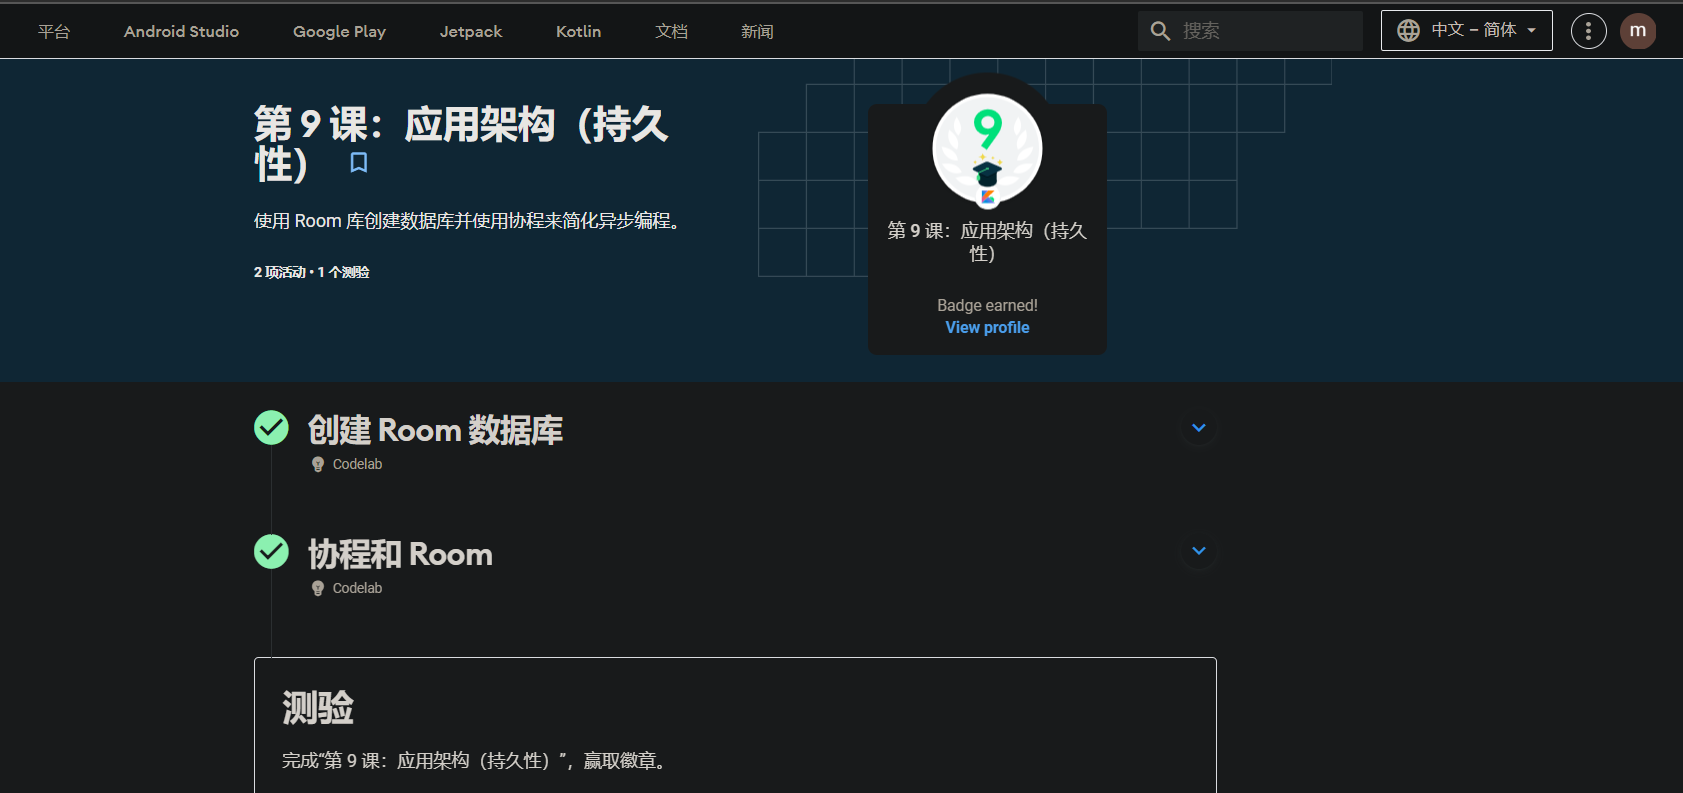 平台 Android Studio Google Play Jetpack Kotlin 文档 新闻 搜索 中文 – 简体 m
第 9 课：应用架构（持久
性）
使用 Room 库创建数据库并使用协程来简化异步编程。
2 项活动 • 1 个测验
9
第 9 课：应用架构（持久
性）
Badge earned!
View profile
创建 Room 数据库
Codelab
协程和 Room
Codelab
测验
完成“第 9 课：应用架构（持久性）”，赢取徽章。